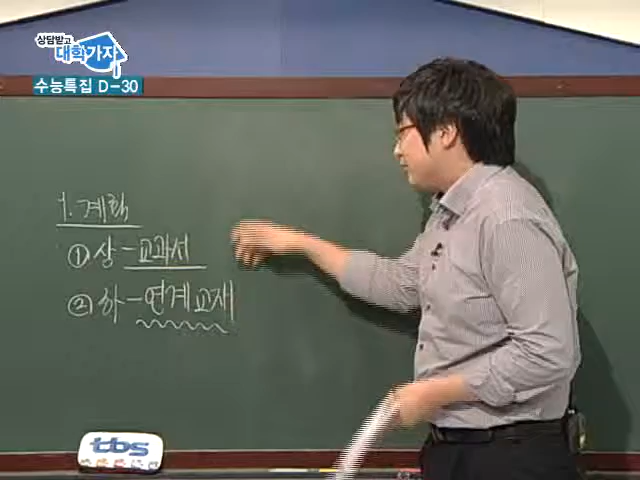 상담받고
대학가자
수능특집 D-30
1. 계획
① 상 - 교과서
② 하 - 연계교재
tbs